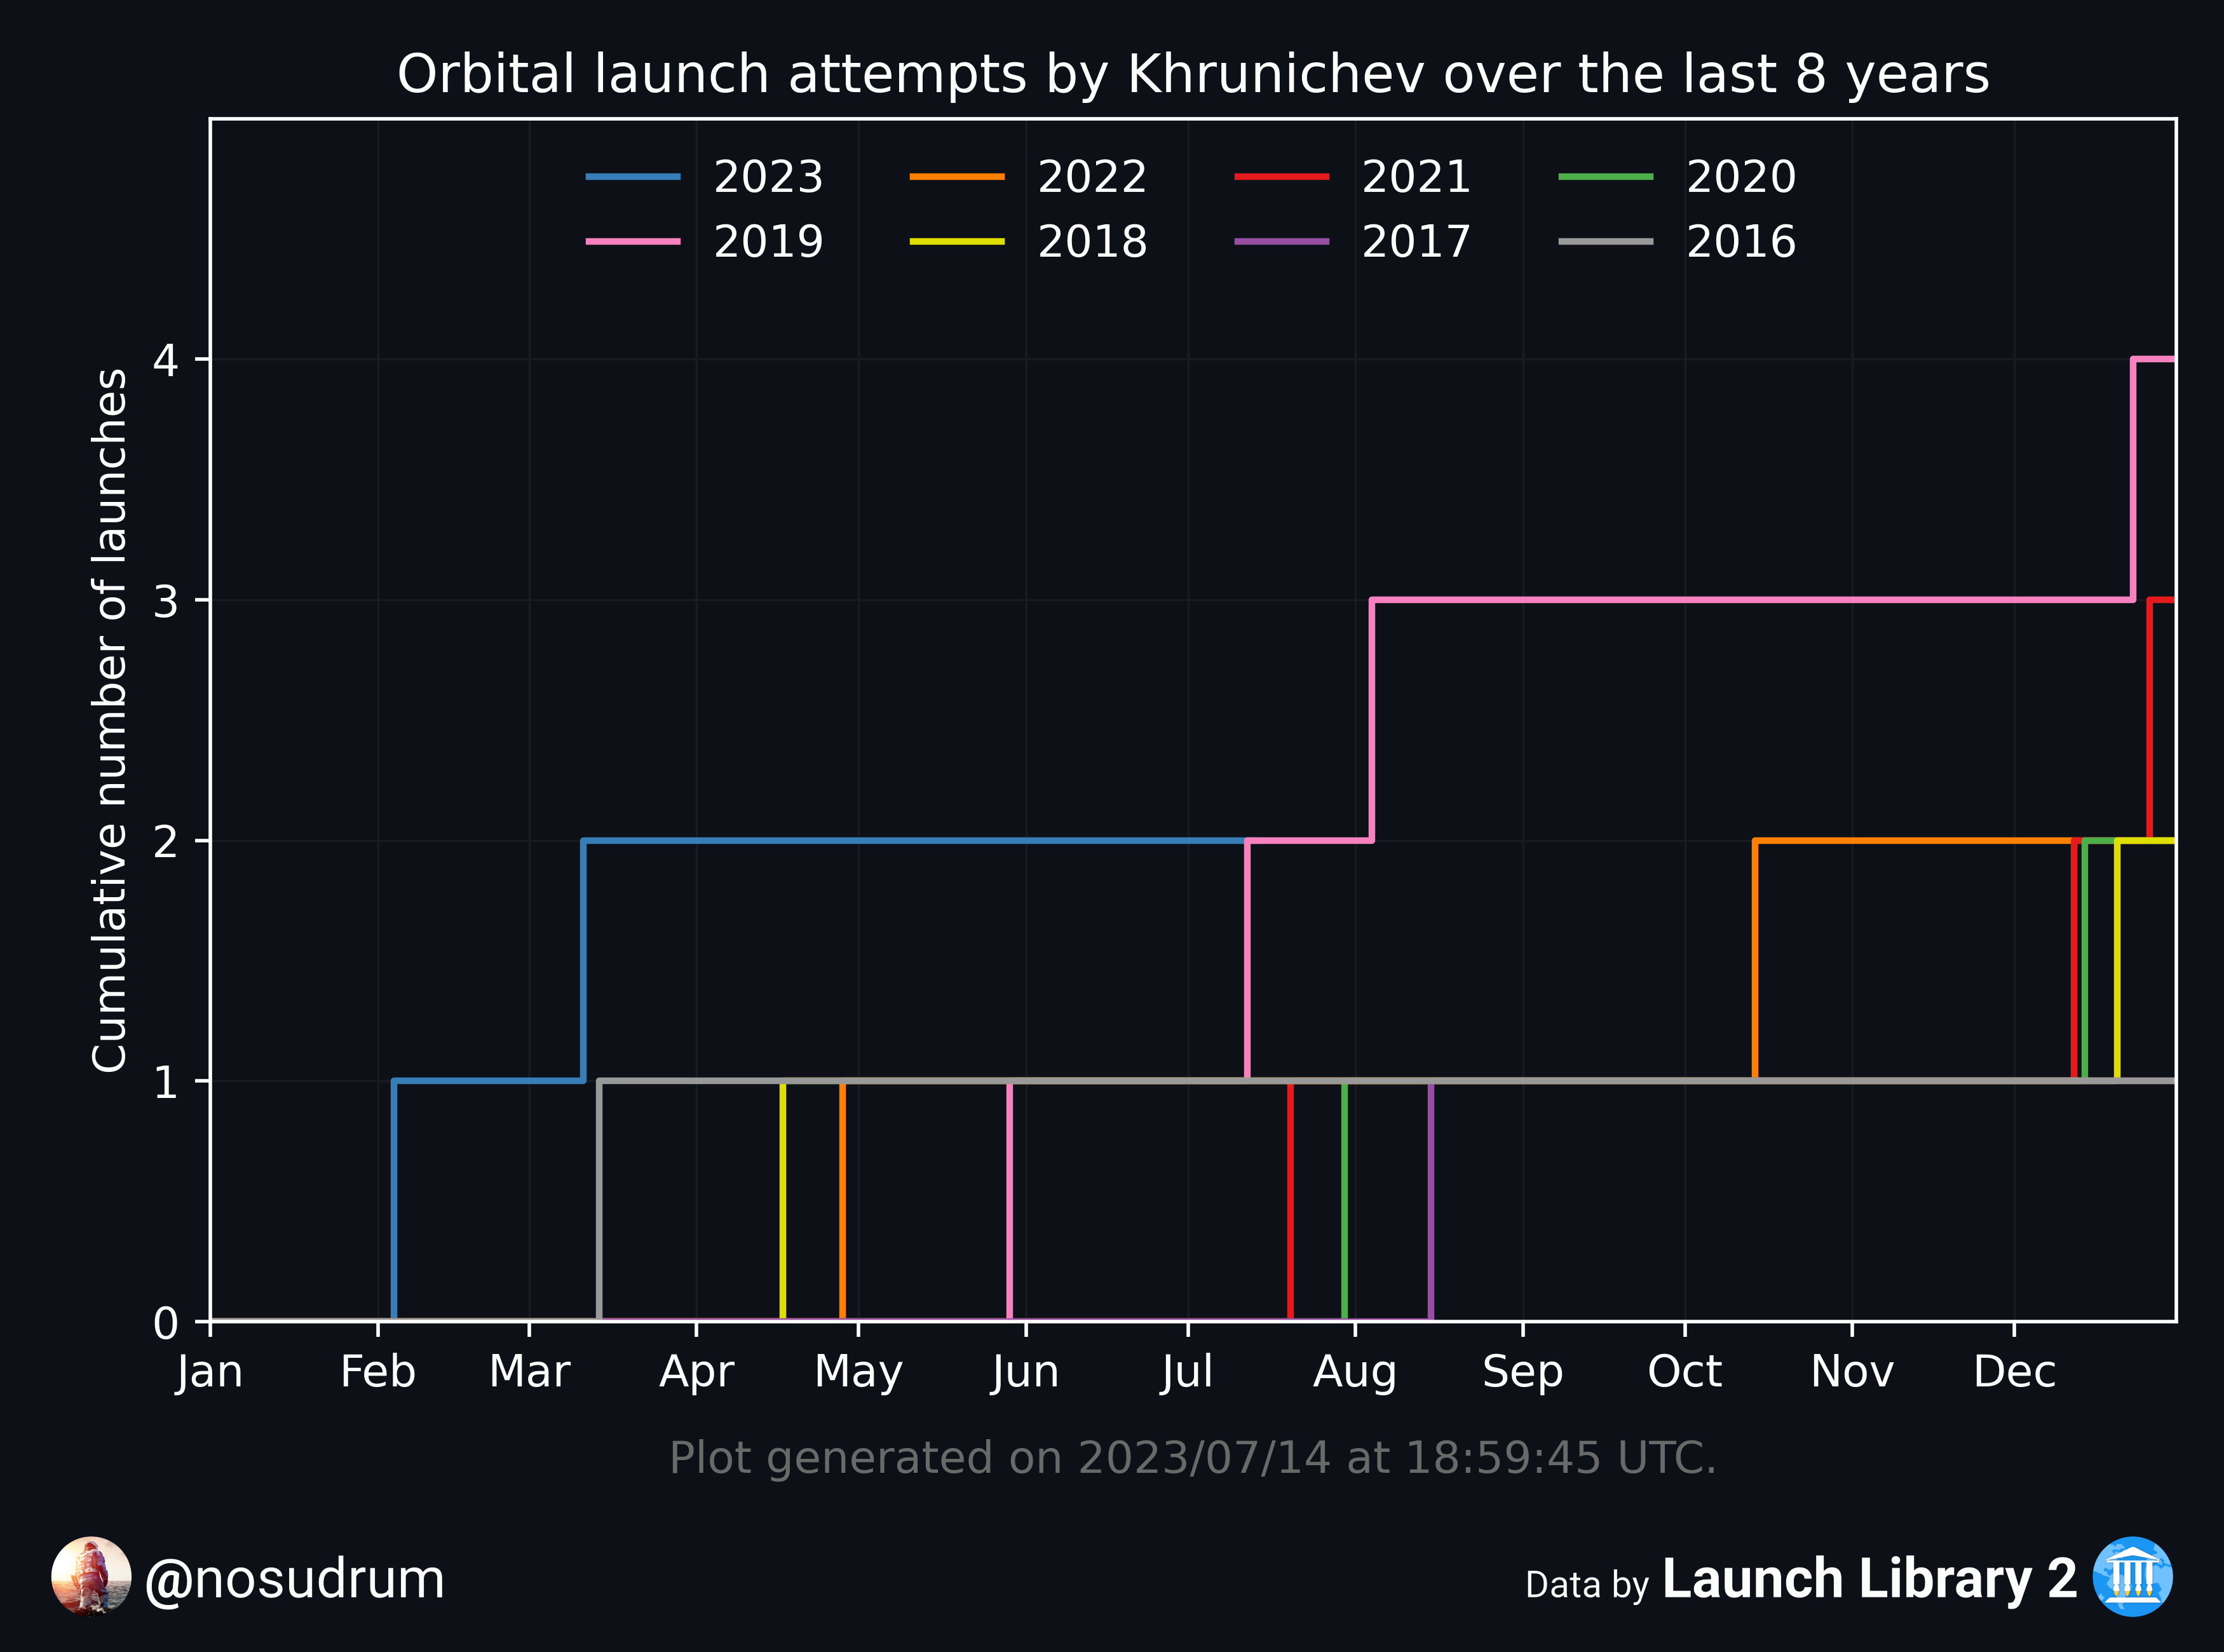 Orbital launch attempts by Khrunichev over the last 8 years
2023 2022 2021 2020
2019 2018 2017 2016
Cumulative number of launches
4
3
2
1
0
Jan Feb Mar Apr May Jun Jul Aug Sep Oct Nov Dec
Plot generated on 2023/07/14 at 18:59:45 UTC.
@nosudrum
Data by Launch Library 2